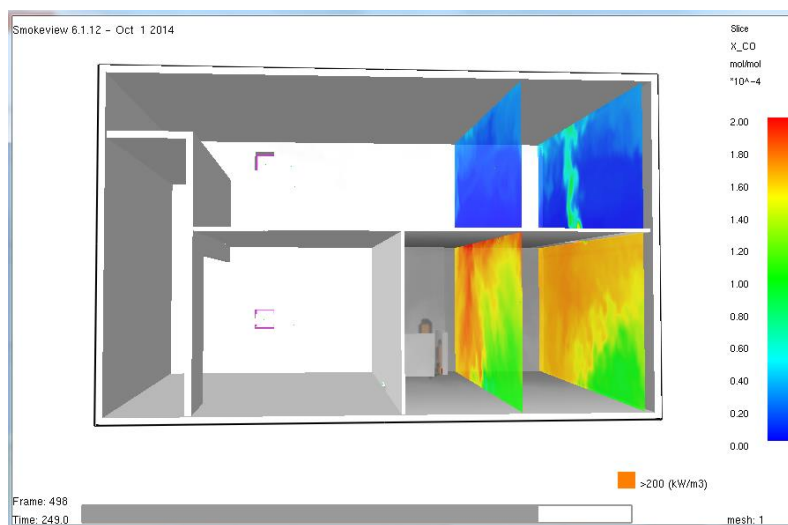 Smokeview 6.1.12 - Oct 1 2014
Slice
X_CO
mol/mol
*10^-4
2.00
1.80
1.60
1.40
1.20
1.00
0.80
0.60
0.40
0.20
0.00
>200 (kW/m3)
Frame: 498
Time: 249.0
mesh: 1